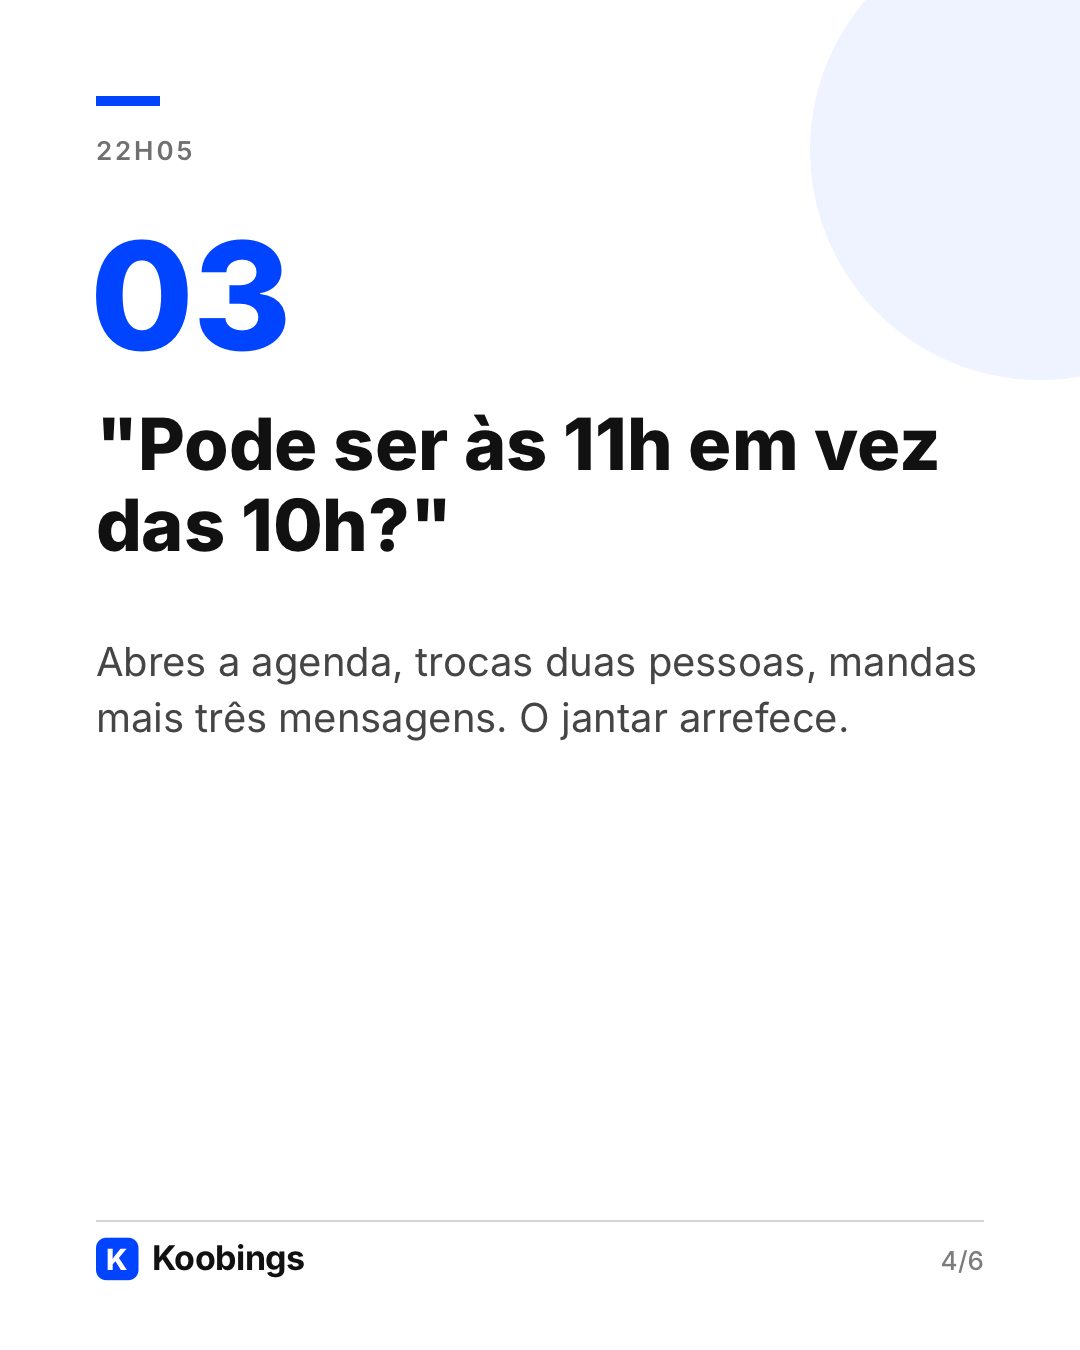 22H05
03
"Pode ser às 11h em vez
das 10h?"
Abres a agenda, trocas duas pessoas, mandas
mais três mensagens. O jantar arrefece.
K Koobings
4/6